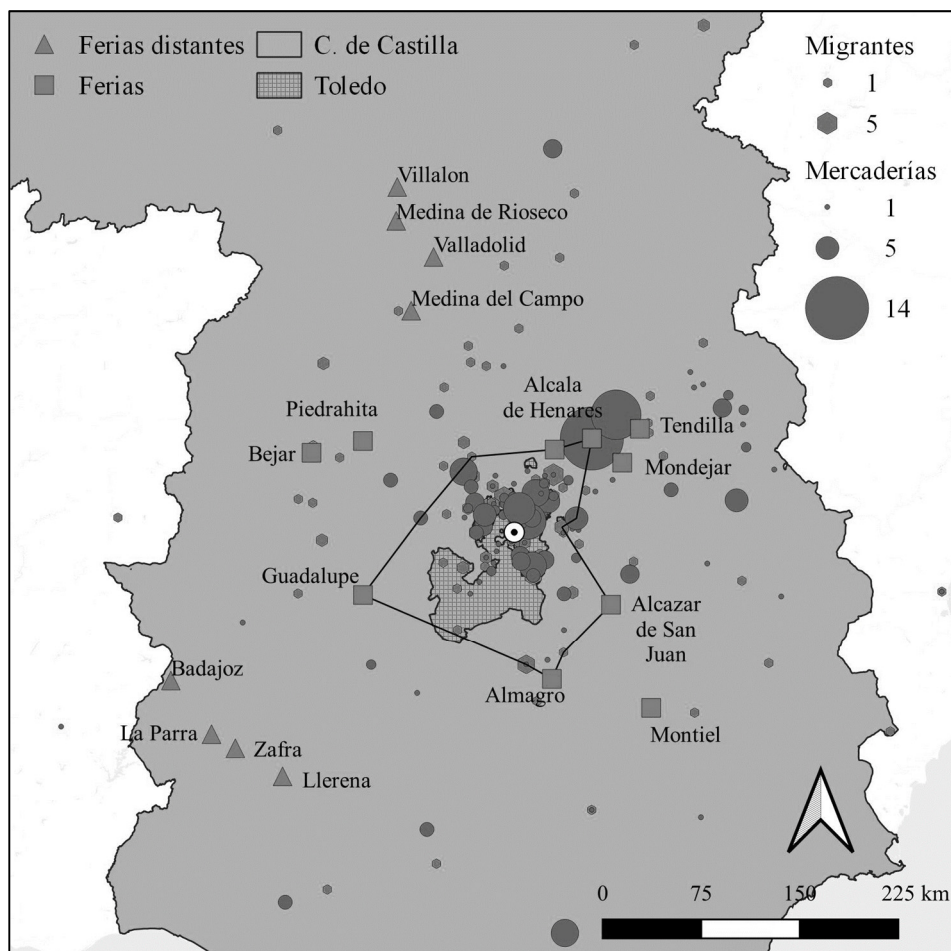 Ferias distantes
Ferias
C. de Castilla
Toledo
Migrantes
1
5
Mercaderías
1
5
14
Villalon
Medina de Rioseco
Valladolid
Medina del Campo
Piedrahita
Bejar
Alcala
de Henares
Tendilla
Mondejar
Guadalupe
Alcazar
de San
Juan
Almagro
Badajoz
La Parra
Zafra
Llerena
Montiel
0
75
150
225 km